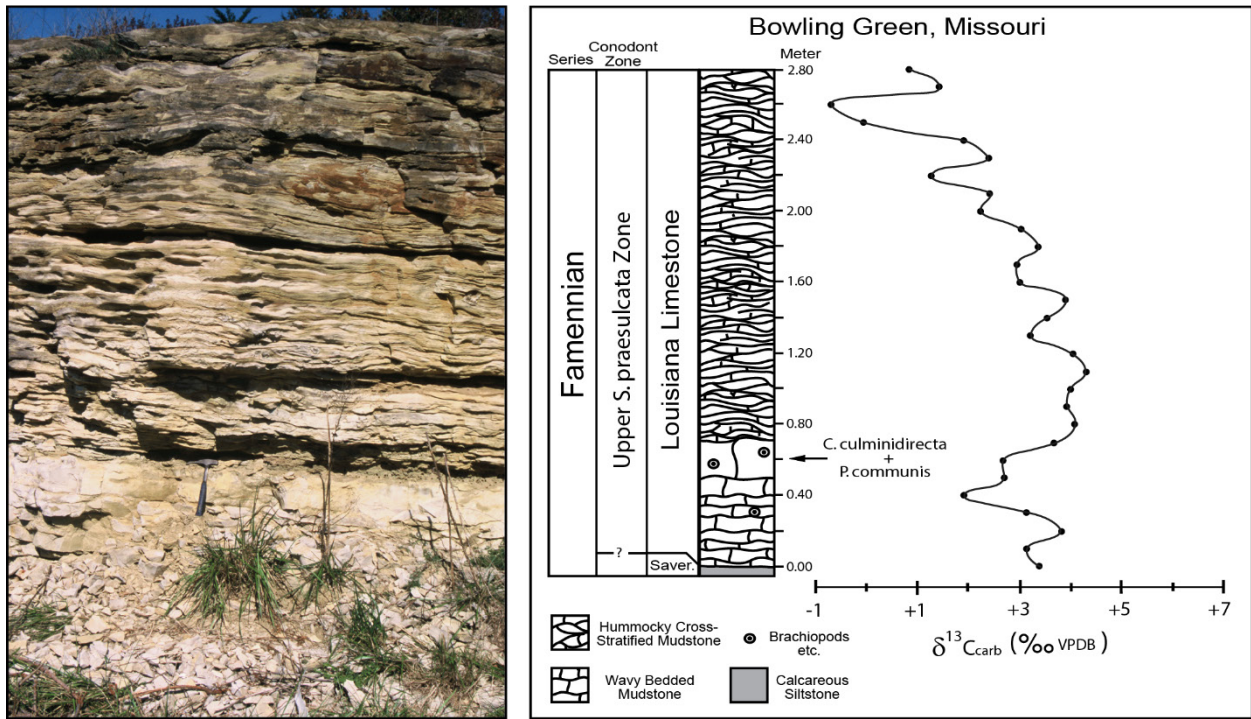 Bowling Green, Missouri
Series
Conodont
Zone
Meter
2.80
2.40
2.00
1.60
1.20
0.80
0.40
0.00
Famennian
Upper S. praesulcata Zone
Louisiana Limestone
?
Saver.
C. culminidirecta
+
P. communis
-1
+1
+3
+5
+7
δ¹³Ccarb (‰ VPDB)
Hummocky Cross-
Stratified Mudstone
Brachiopods
etc.
Wavy Bedded
Mudstone
Calcareous
Siltstone